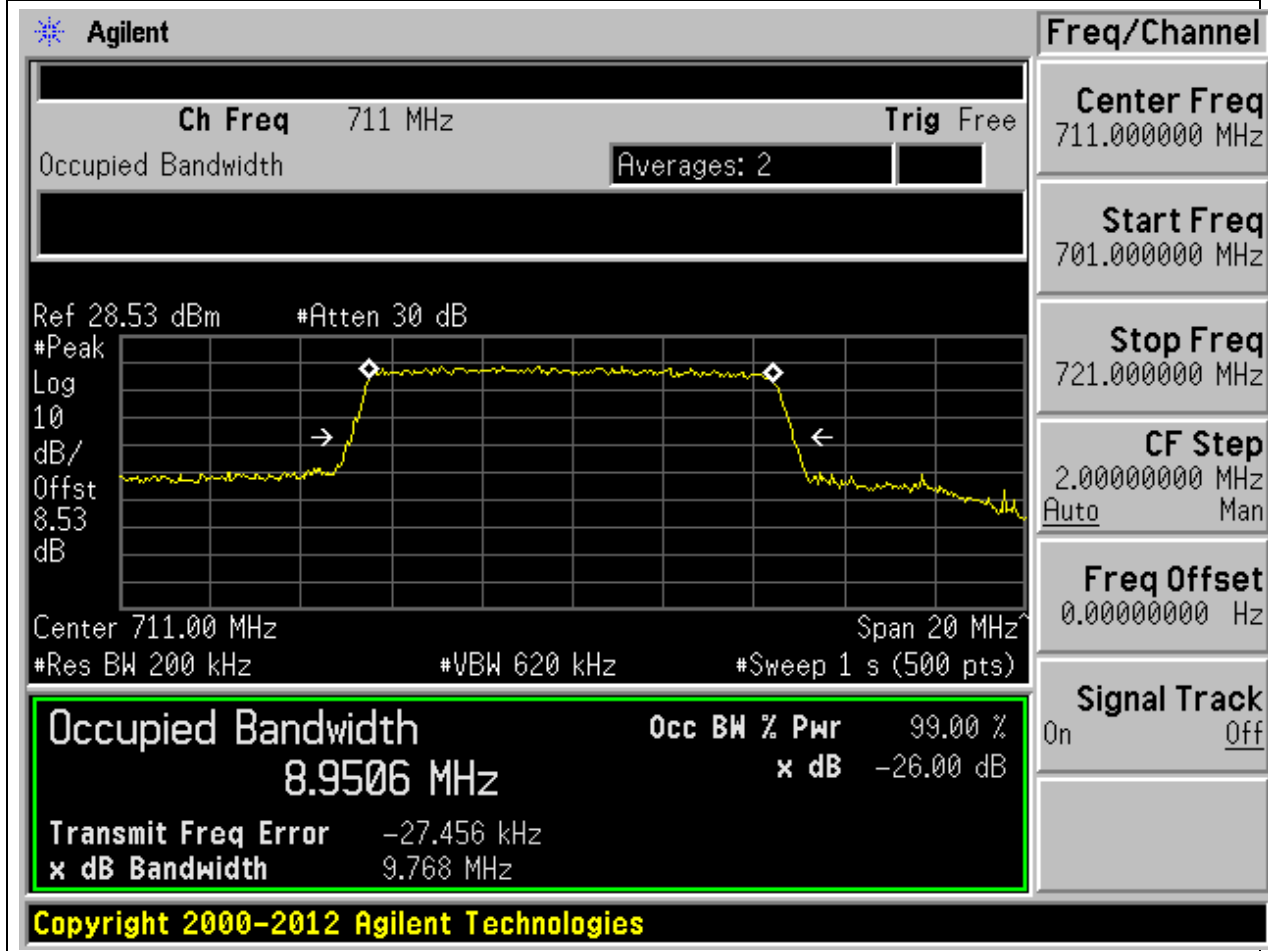 Agilent
Freq/Channel
Ch Freq 711 MHz Trig Free
Occupied Bandwidth Averages: 2
Ref 28.53 dBm #Atten 30 dB
#Peak
Log
10
dB/
Offst
8.53
dB
Center 711.00 MHz Span 20 MHz^
#Res BW 200 kHz #VBW 620 kHz #Sweep 1 s (500 pts)
Occupied Bandwidth Occ BW % Pwr 99.00 %
8.9506 MHz x dB -26.00 dB
Transmit Freq Error -27.456 kHz
x dB Bandwidth 9.768 MHz
Copyright 2000-2012 Agilent Technologies
Center Freq
711.000000 MHz
Start Freq
701.000000 MHz
Stop Freq
721.000000 MHz
CF Step
2.00000000 MHz
Auto Man
Freq Offset
0.00000000 Hz
Signal Track
On Off